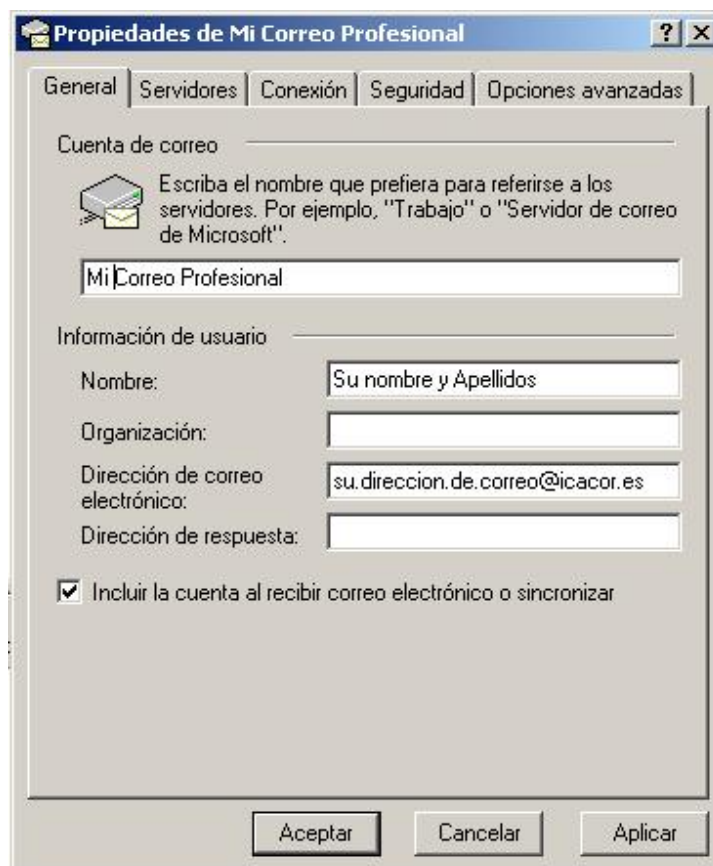 Propiedades de Mi Correo Profesional
General Servidores Conexión Seguridad Opciones avanzadas
Cuenta de correo
Escriba el nombre que prefiera para referirse a los
servidores. Por ejemplo, "Trabajo" o "Servidor de correo
de Microsoft".
Mi Correo Profesional
Información de usuario
Nombre: Su nombre y Apellidos
Organización:
Dirección de correo
electrónico: su.direccion.de.correo@icacor.es
Dirección de respuesta:
Incluir la cuenta al recibir correo electrónico o sincronizar
Aceptar Cancelar Aplicar